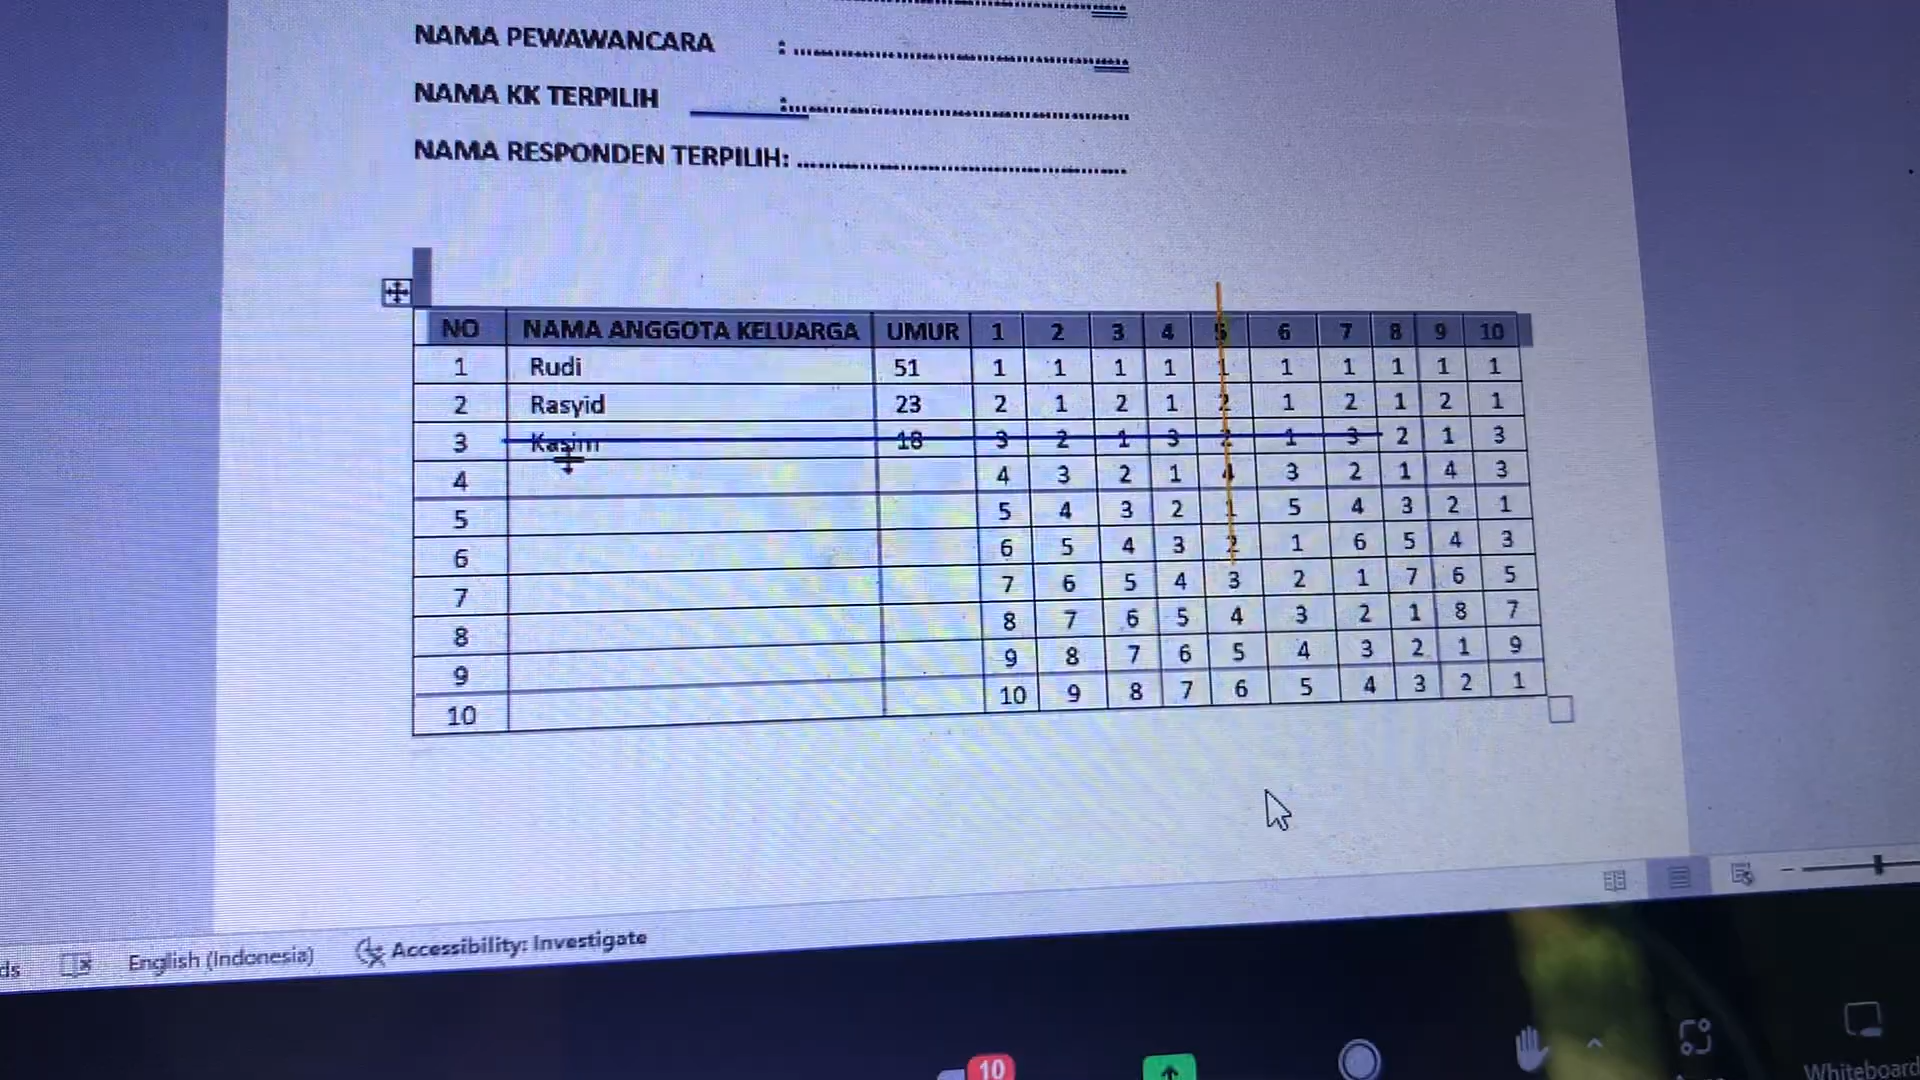 NAMA PEWAWANCARA : ........................................
NAMA KK TERPILIH :........................................
NAMA RESPONDEN TERPILIH: ........................................
NO NAMA ANGGOTA KELUARGA UMUR 1 2 3 4 5 6 7 8 9 10
1 Rudi 51 1 1 1 1 1 1 1 1 1 1
2 Rasyid 23 2 1 2 1 2 1 2 1 2 1
3 Kasim 18 3 2 1 3 2 1 3 2 1 3
4 4 3 2 1 4 3 2 1 4 3
5 5 4 3 2 1 5 4 3 2 1
6 6 5 4 3 2 1 6 5 4 3
7 7 6 5 4 3 2 1 7 6 5
8 8 7 6 5 4 3 2 1 8 7
9 9 8 7 6 5 4 3 2 1 9
10 10 9 8 7 6 5 4 3 2 1
ds English (Indonesia) Accessibility: Investigate
10
Whiteboard